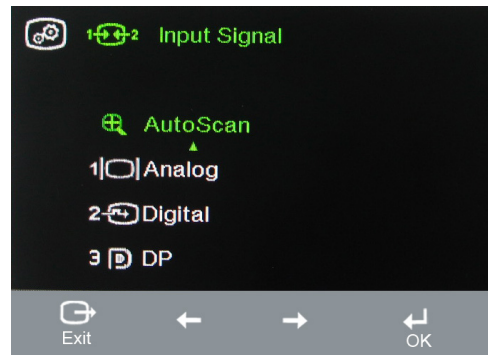 1 2 Input Signal
AutoScan
1 Analog
2 Digital
3 D DP
Exit
OK